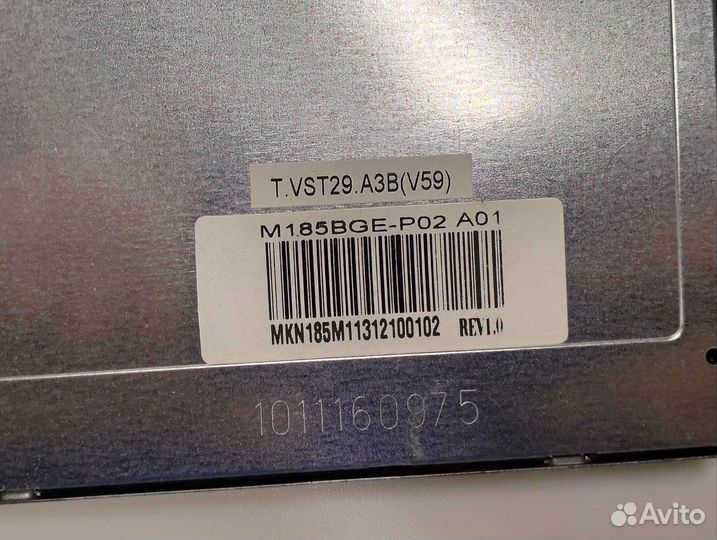 T.VST29.A3B(V59)
M185BGE-P02 A01
MKN185M11312100102 REV1.0
1011160975
Avito